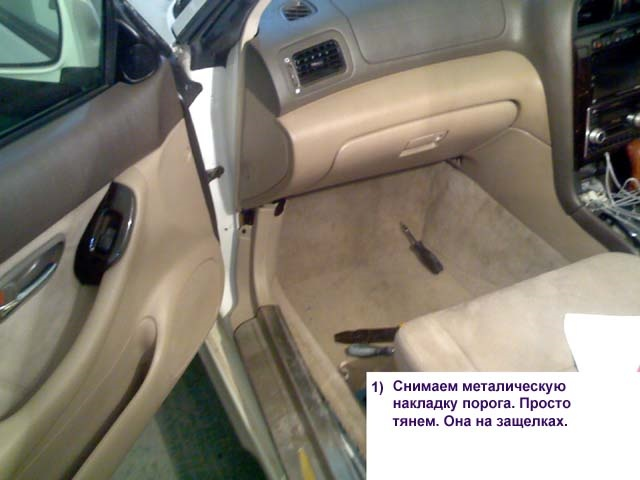 1) Снимаем металическую
накладку порога. Просто
тянем. Она на защелках.